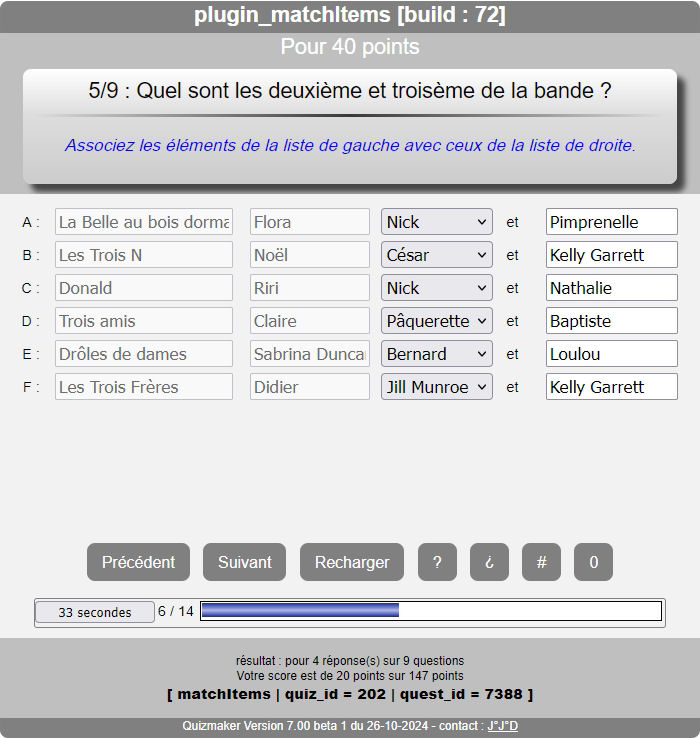 plugin_matchItems [build : 72]
Pour 40 points
5/9 : Quel sont les deuxième et troisème de la bande ?
Associez les éléments de la liste de gauche avec ceux de la liste de droite.
A : La Belle au bois dorma Flora Nick et Pimprenelle
B : Les Trois N Noël César et Kelly Garrett
C : Donald Riri Nick et Nathalie
D : Trois amis Claire Pâquerette et Baptiste
E : Drôles de dames Sabrina Dunca Bernard et Loulou
F : Les Trois Frères Didier Jill Munroe et Kelly Garrett
Précédent Suivant Recharger ? ¿ # 0
33 secondes 6 / 14
résultat : pour 4 réponse(s) sur 9 questions
Votre score est de 20 points sur 147 points
[ matchItems | quiz_id = 202 | quest_id = 7388 ]
Quizmaker Version 7.00 beta 1 du 26-10-2024 - contact : J°J°D